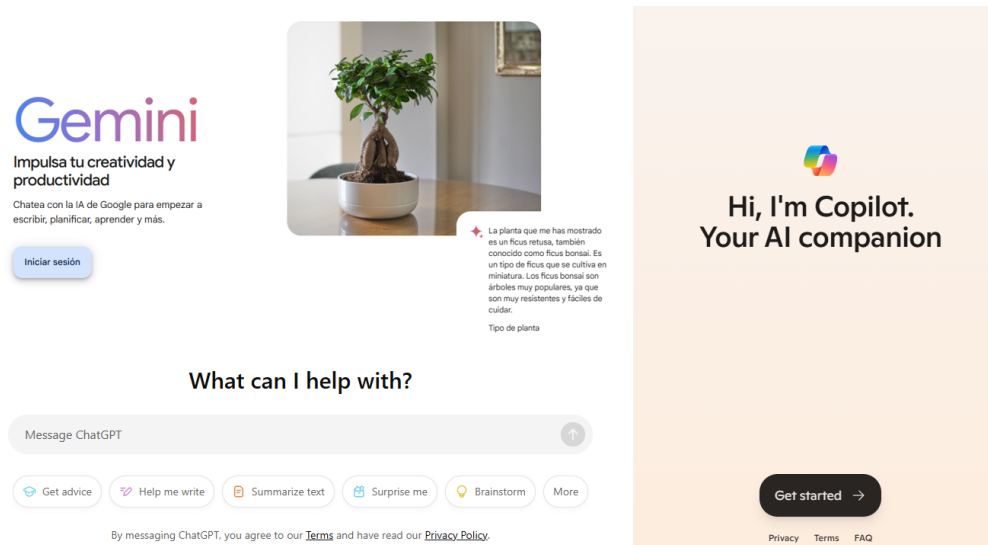 Gemini
Impulsa tu creatividad y
productividad
Chatea con la IA de Google para empezar a
escribir, planificar, aprender y más.
Iniciar sesión
La planta que me has mostrado
es un ficus retusa, también
conocido como ficus bonsai. Es
un tipo de ficus que se cultiva en
miniatura. Los ficus bonsai son
árboles muy populares, ya que
son muy resistentes y fáciles de
cuidar.
Tipo de planta
What can I help with?
Message ChatGPT
Get advice
Help me write
Summarize text
Surprise me
Brainstorm
More
By messaging ChatGPT, you agree to our Terms and have read our Privacy Policy.
Hi, I'm Copilot.
Your AI companion
Get started
Privacy Terms FAQ